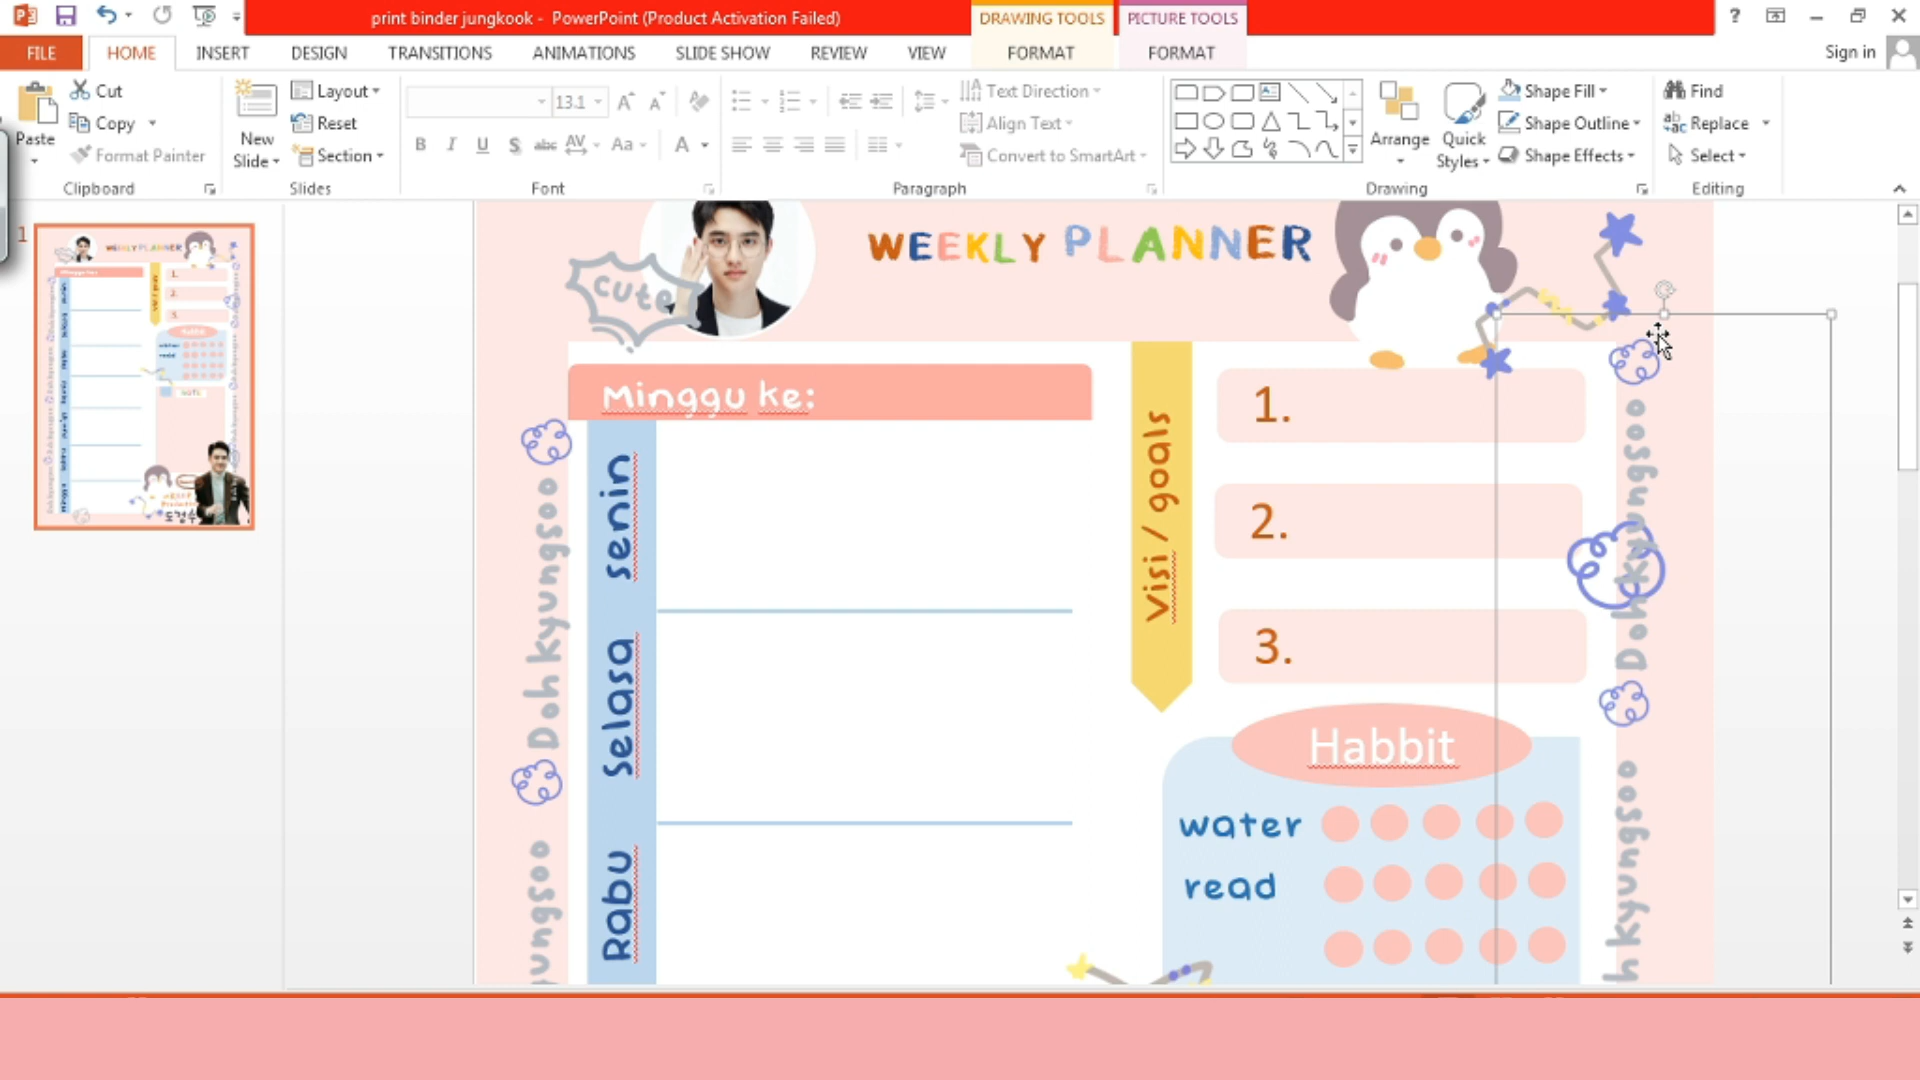 print binder jungkook - PowerPoint (Product Activation Failed)
DRAWING TOOLS
PICTURE TOOLS
FILE
HOME
INSERT
DESIGN
TRANSITIONS
ANIMATIONS
SLIDE SHOW
REVIEW
VIEW
FORMAT
FORMAT
Sign in
Paste
Cut
Copy
Format Painter
Clipboard
New Slide
Layout
Reset
Section
Slides
13.1
Font
Text Direction
Align Text
Convert to SmartArt
Paragraph
Arrange
Quick Styles
Shape Fill
Shape Outline
Shape Effects
Drawing
Find
Replace
Select
Editing
1
cute
WEEKLY PLANNER
Minggu ke:
senin
Selasa
Rabu
Doh kyungsoo
yungsoo
Visi / goals
1.
2.
3.
Habbit
water
read
Doh kyungsoo
h kyungsoo